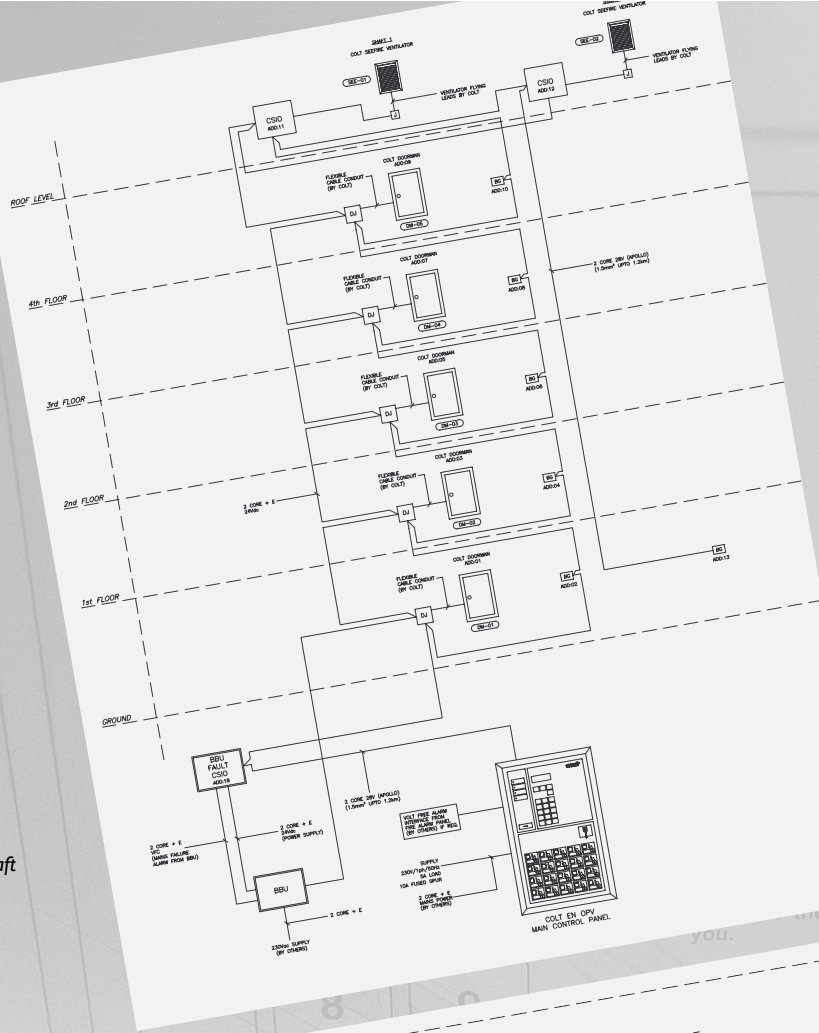 SHAFT 1
COLT SEEFIRE VENTILATOR
SEE-01
VENTILATOR FLYING
LEADS BY COLT
J
CSIO
ADD:11
COLT SEEFIRE VENTILATOR
SEE-02
VENTILATOR FLYING
LEADS BY COLT
J
CSIO
ADD:12
ROOF LEVEL
COLT DOORMAN
ADD:09
FLEXIBLE
CABLE CONDUIT
(BY COLT)
DJ
DM-05
BG
ADD:10
4th FLOOR
COLT DOORMAN
ADD:07
FLEXIBLE
CABLE CONDUIT
(BY COLT)
DJ
DM-04
BG
ADD:08
2 CORE 28V (APOLLO)
(1.5mm² UPTO 1.2km)
3rd FLOOR
COLT DOORMAN
ADD:05
FLEXIBLE
CABLE CONDUIT
(BY COLT)
DJ
DM-03
BG
ADD:06
2nd FLOOR
2 CORE + E
24Vdc
COLT DOORMAN
ADD:03
FLEXIBLE
CABLE CONDUIT
(BY COLT)
DJ
DM-02
BG
ADD:04
1st FLOOR
COLT DOORMAN
ADD:01
FLEXIBLE
CABLE CONDUIT
(BY COLT)
DJ
DM-01
BG
ADD:02
BG
ADD:13
GROUND
BBU
FAULT
CSIO
2 CORE 28V (APOLLO)
(1.5mm² UPTO 1.2km)
2 CORE + E
24Vdc
(POWER SUPPLY)
2 CORE + E
VFC
(MAINS FAILURE
ALARM FROM BBU)
BBU
2 CORE + E
230Vac SUPPLY
(BY OTHERS)
VOLT FREE ALARM
INTERFACE FROM
FIRE ALARM PANEL
(BY OTHERS) IF REQ.
SUPPLY
230V/1ph/50Hz
5A LOAD
10A FUSED SPUR
2 CORE + E
MAINS POWER
(BY OTHERS)
COLT EN OPV
MAIN CONTROL PANEL
aft
you.
8